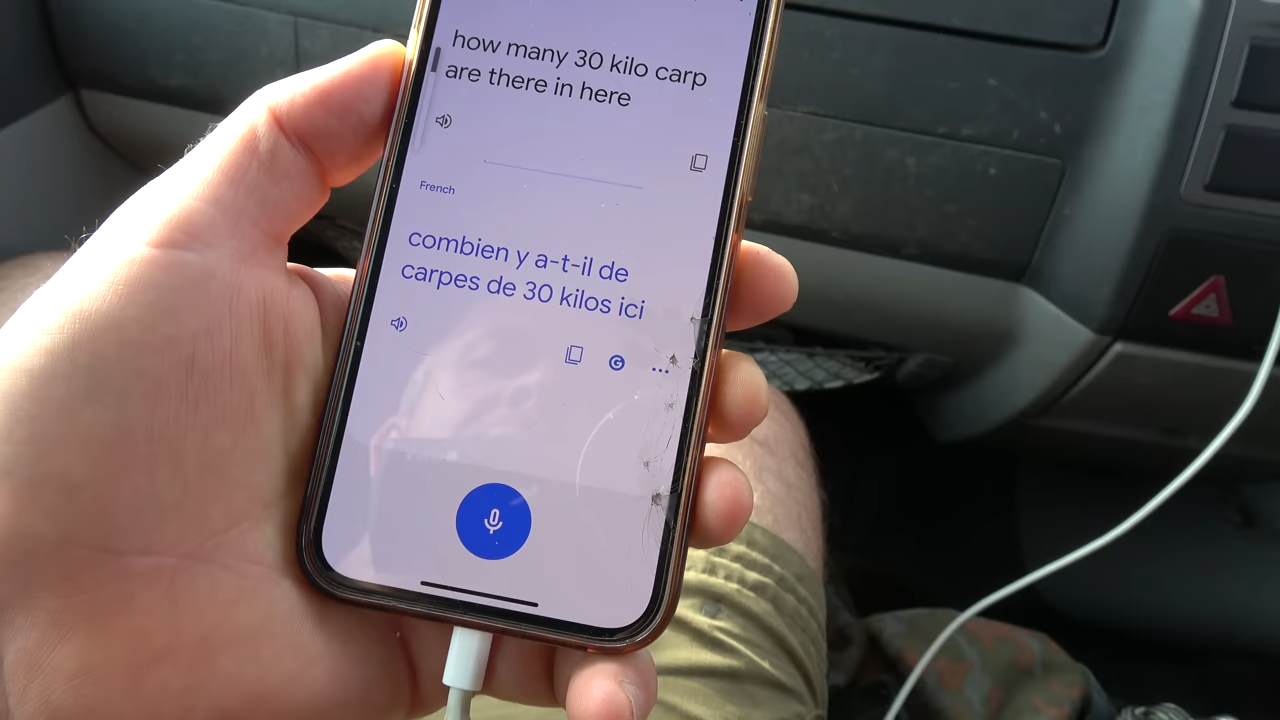 how many 30 kilo carp
are there in here
French
combien y a-t-il de
carpes de 30 kilos ici